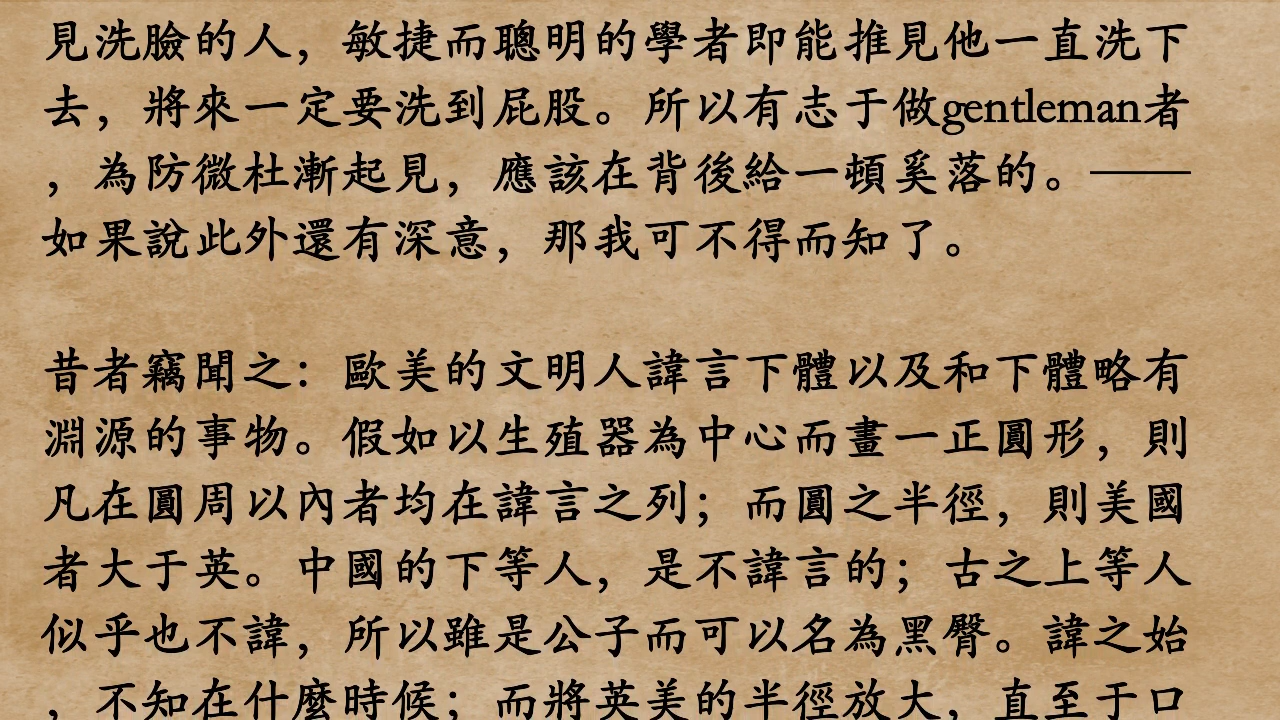 見洗臉的人，敏捷而聰明的學者即能推見他一直洗下
去，將來一定要洗到屁股。所以有志于做gentleman者
，為防微杜漸起見，應該在背後給一頓奚落的。——
如果說此外還有深意，那我可不得而知了。
昔者竊聞之：歐美的文明人諱言下體以及和下體略有
淵源的事物。假如以生殖器為中心而畫一正圓形，則
凡在圓周以內者均在諱言之列；而圓之半徑，則美國
者大于英。中國的下等人，是不諱言的；古之上等人
似乎也不諱，所以雖是公子而可以名為黑臀。諱之始
，不知在什麼時候；而將英美的半徑放大，直至于口